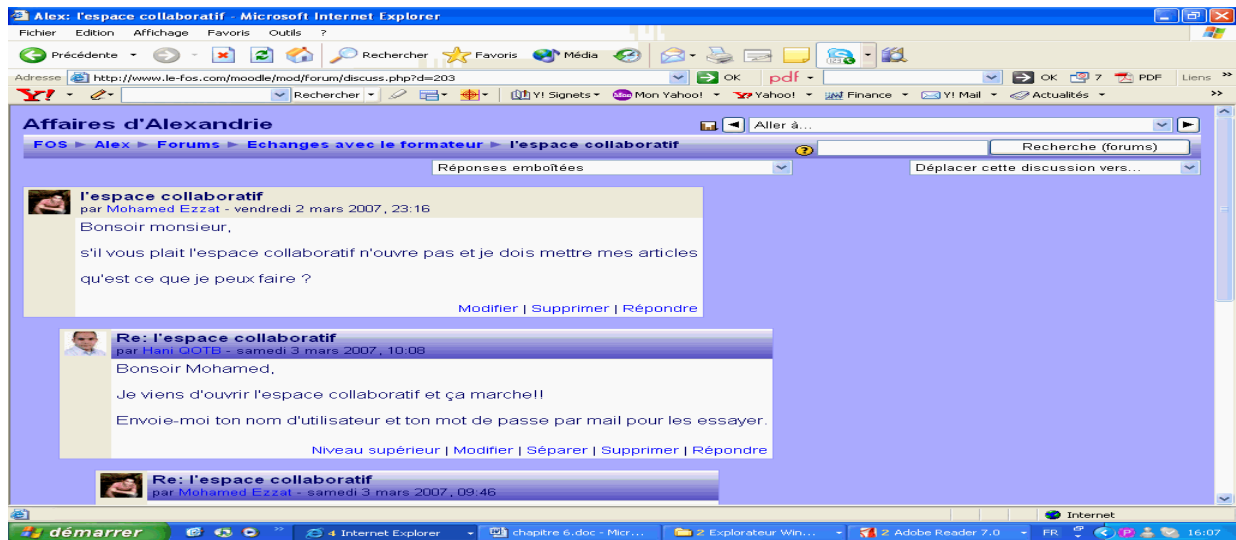 Alex: l'espace collaboratif - Microsoft Internet Explorer
Fichier Edition Affichage Favoris Outils ?
Précédente Rechercher Favoris Média
Adresse http://www.le-fos.com/moodle/mod/forum/discuss.php?d=203 OK pdf OK 7 PDF Liens »
Y! Rechercher Y! Signets Mon Yahoo! Yahoo! Finance Y! Mail Actualités »
Affaires d'Alexandrie Aller à...
FOS ► Alex ► Forums ► Echanges avec le formateur ► l'espace collaboratif ? Recherche (forums)
Réponses emboîtées Déplacer cette discussion vers...
l'espace collaboratif
par Mohamed Ezzat - vendredi 2 mars 2007, 23:16
Bonsoir monsieur,
s'il vous plait l'espace collaboratif n'ouvre pas et je dois mettre mes articles
qu'est ce que je peux faire ?
Modifier | Supprimer | Répondre
Re: l'espace collaboratif
par Hani QOTB - samedi 3 mars 2007, 10:08
Bonsoir Mohamed,
Je viens d'ouvrir l'espace collaboratif et ça marche!!
Envoie-moi ton nom d'utilisateur et ton mot de passe par mail pour les essayer.
Niveau supérieur | Modifier | Séparer | Supprimer | Répondre
Re: l'espace collaboratif
par Mohamed Ezzat - samedi 3 mars 2007, 09:46
Internet
démarrer » 4 Internet Explorer chapitre 6.doc - Micr... 2 Explorateur Win... 2 Adobe Reader 7.0 FR 16:07